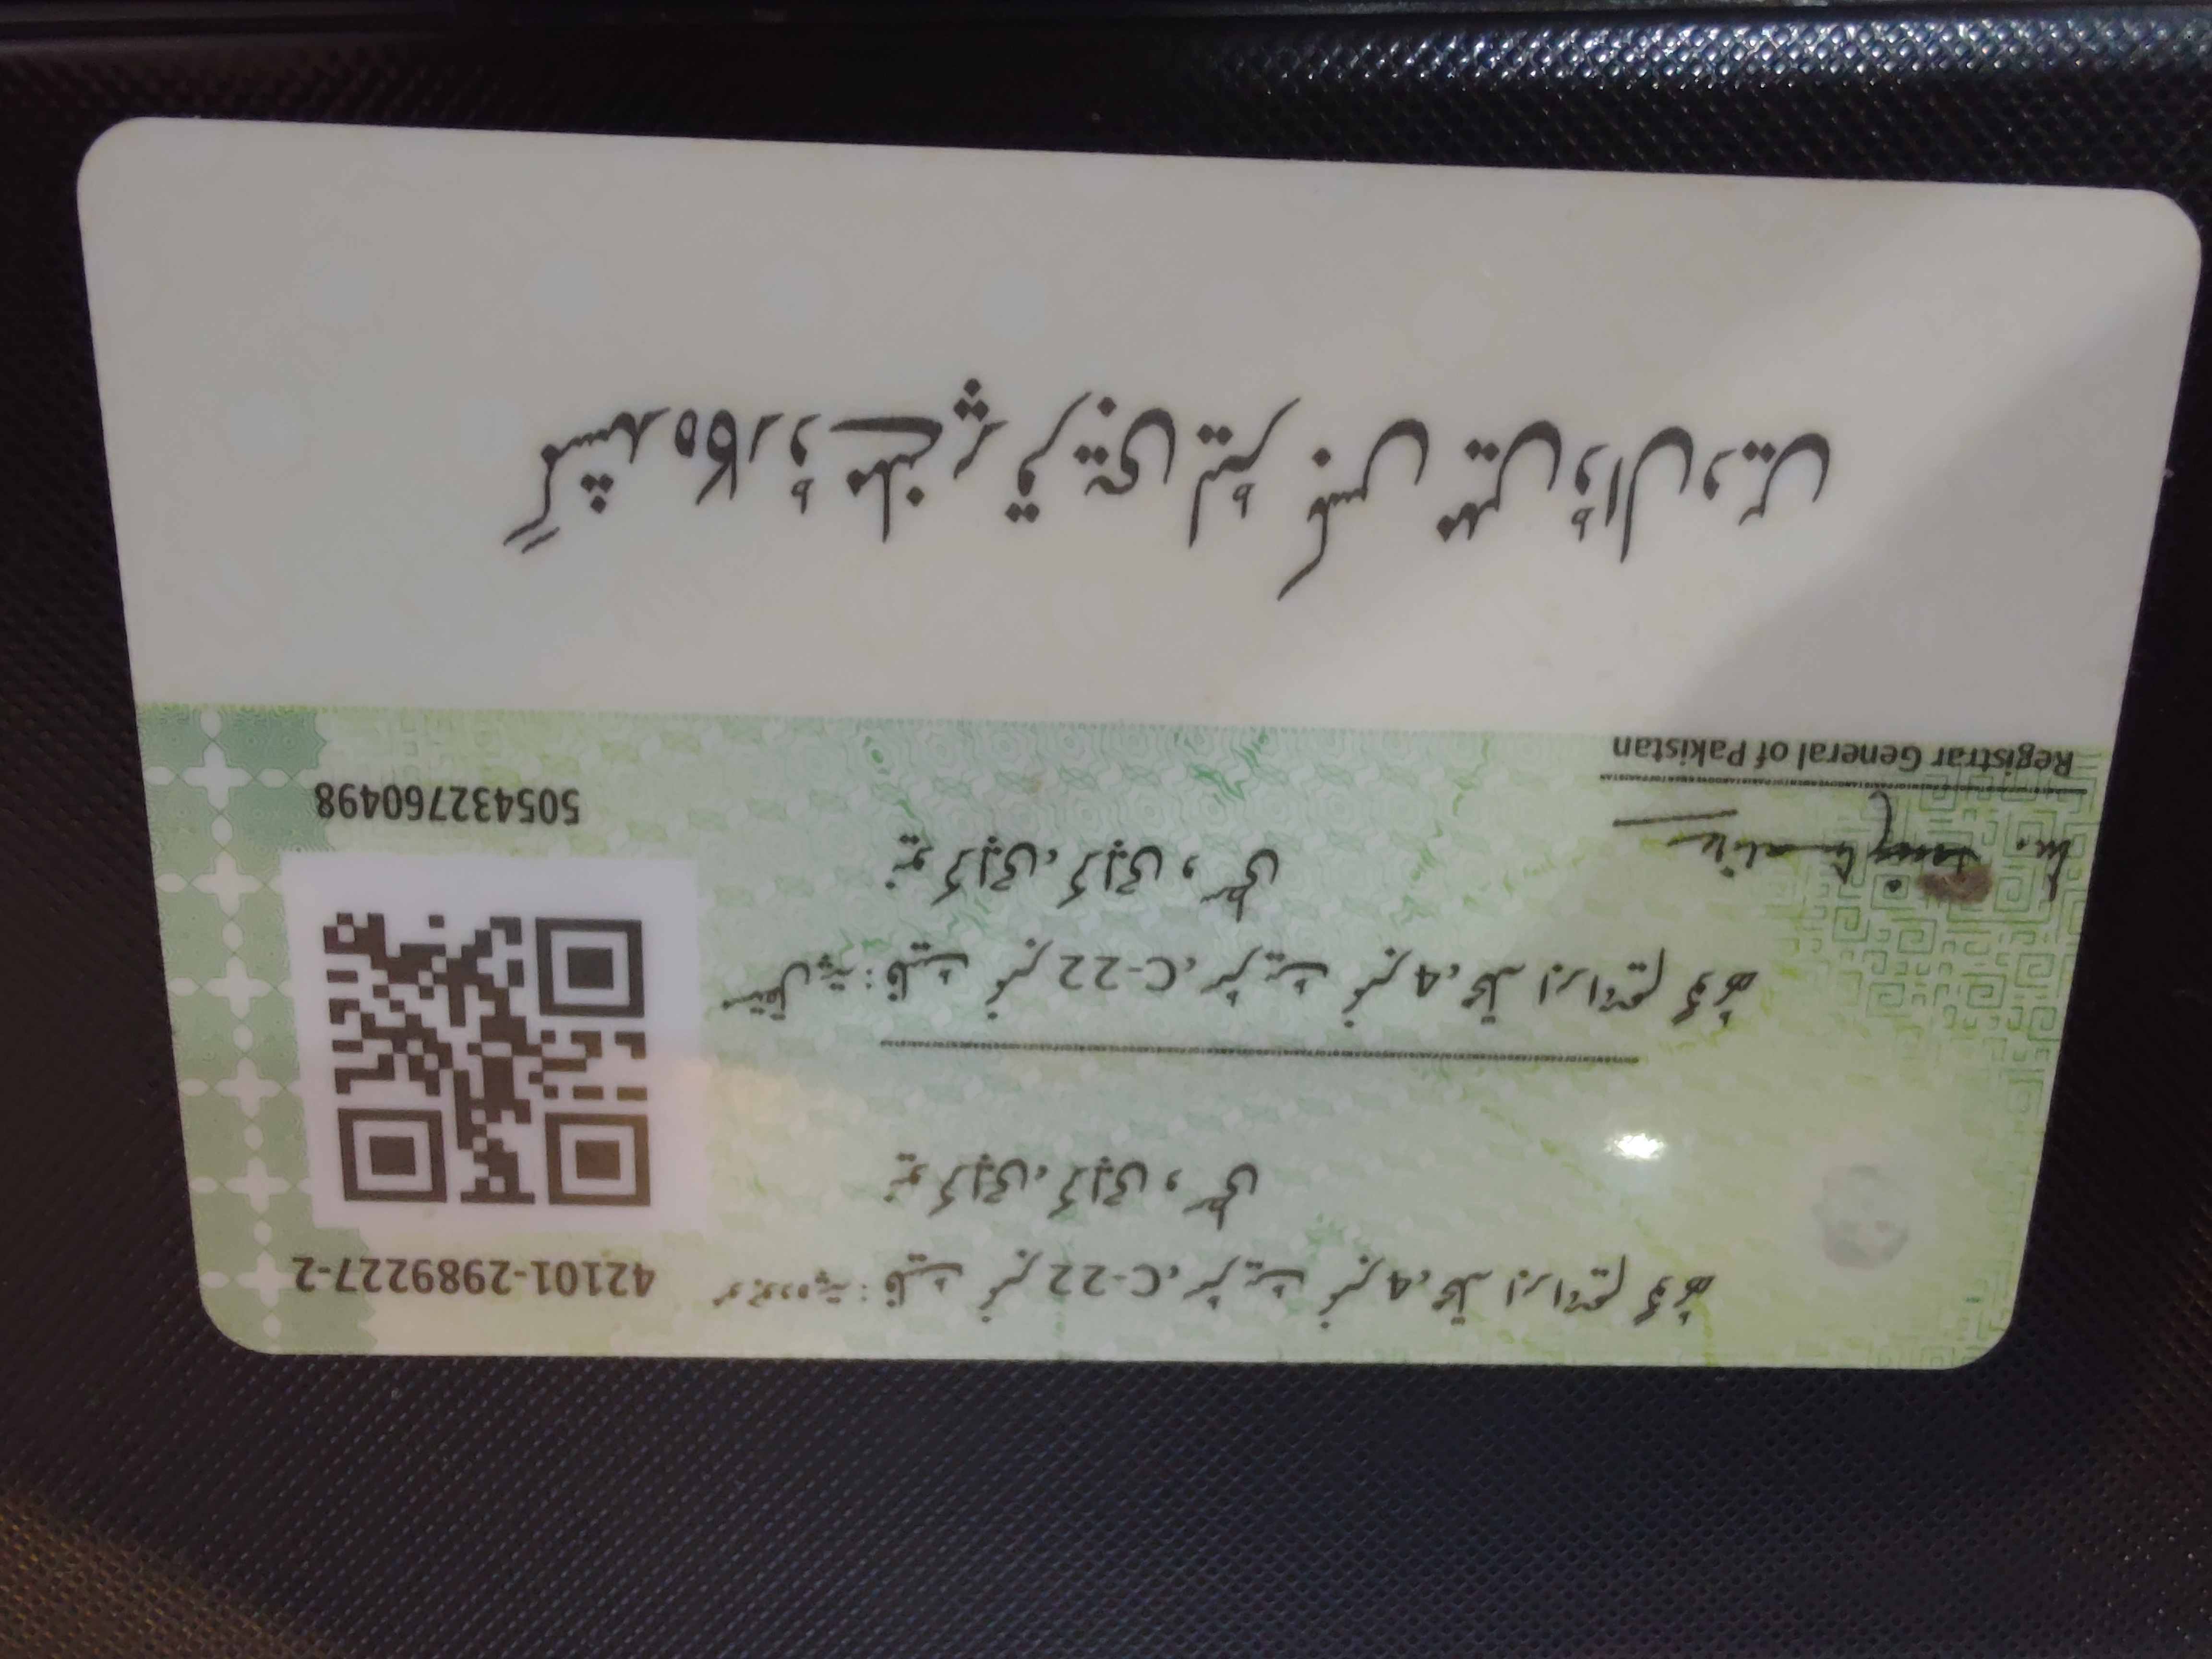 42101-29892227-2
موجودہ پتہ: فلیٹ نمبر C-22، سٹریٹ نمبر 4، محلہ ابراہیم گوٹھ
نیو کراچی، کراچی وسطی
مستقل پتہ: فلیٹ نمبر C-22، سٹریٹ نمبر 4، محلہ ابراہیم گوٹھ
نیو کراچی، کراچی وسطی
505432760498
Registrar General of Pakistan
گمشدہ کارڈ ملنے پر قریبی لیٹر بکس میں ڈال دیں